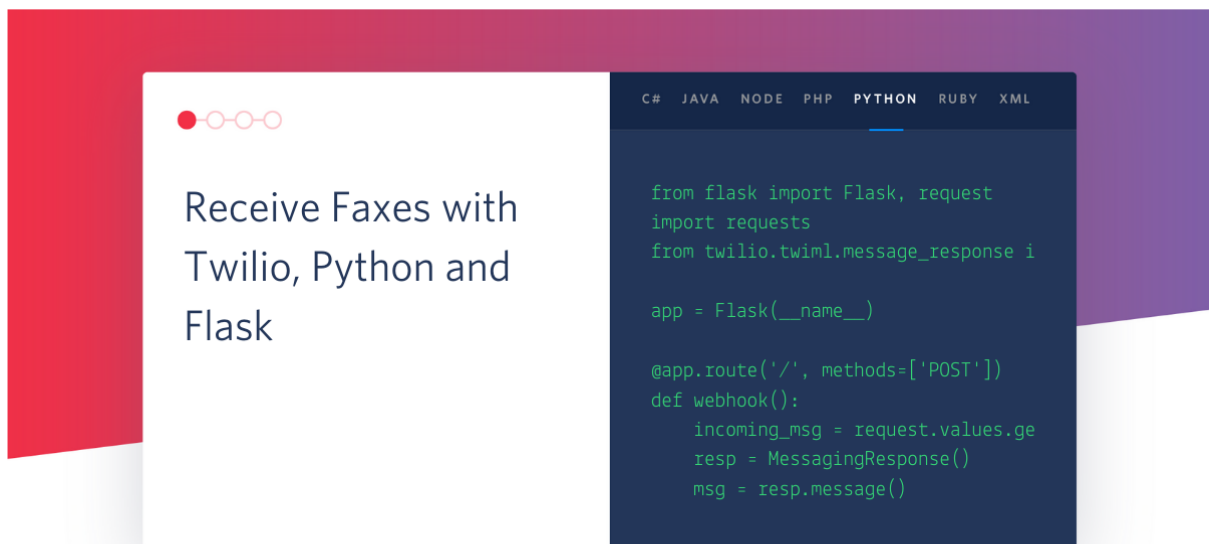 Receive Faxes with
Twilio, Python and
Flask
C# JAVA NODE PHP PYTHON RUBY XML
from flask import Flask, request
import requests
from twilio.twiml.message_response i
app = Flask(__name__)
@app.route('/', methods=['POST'])
def webhook():
    incoming_msg = request.values.ge
    resp = MessagingResponse()
    msg = resp.message()